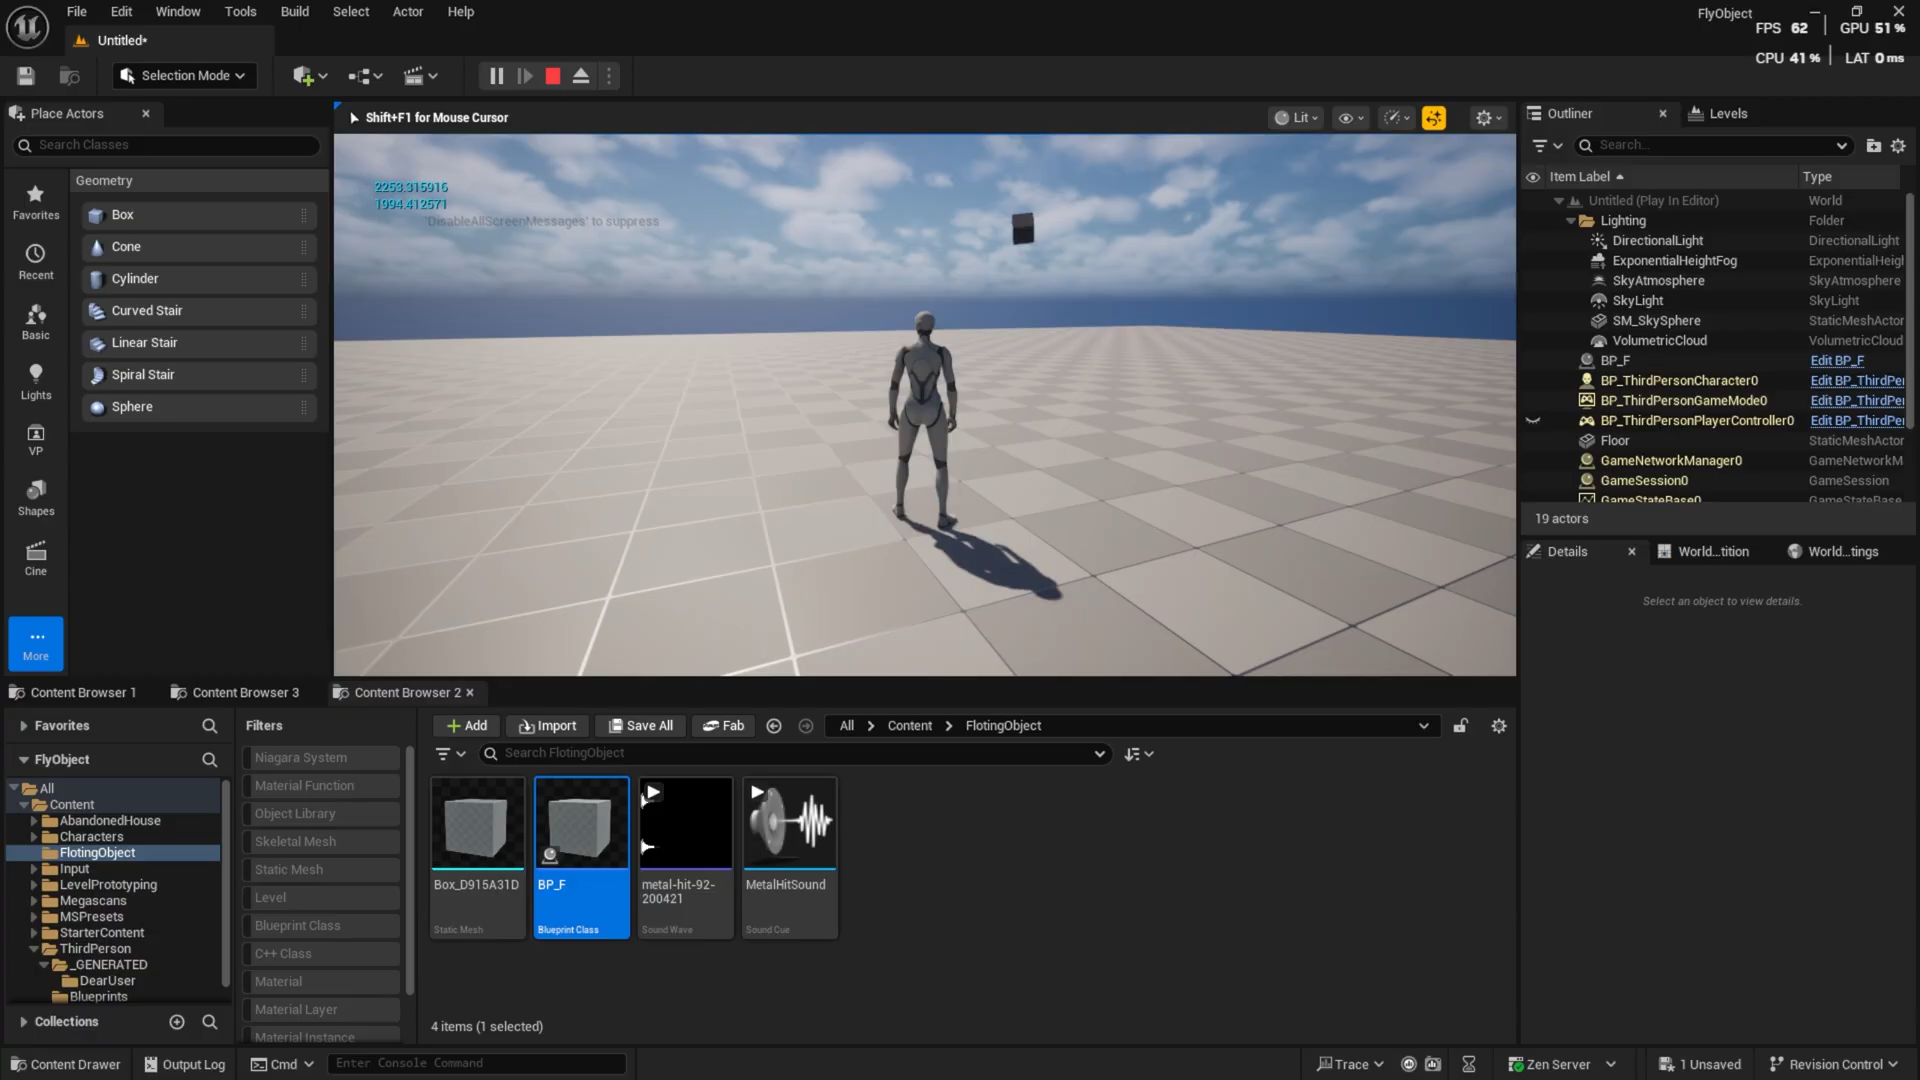 File Edit Window Tools Build Select Actor Help
FlyObject
FPS 62 GPU 51 %
CPU 41 % LAT 0 ms
Untitled*
Selection Mode
Place Actors
Search Classes
Favorites
Recent
Basic
Lights
VP
Shapes
Cine
More
Geometry
Box
Cone
Cylinder
Curved Stair
Linear Stair
Spiral Stair
Sphere
Shift+F1 for Mouse Cursor
Lit
2253.315916
1994.412571
'DisableAllScreenMessages' to suppress
Outliner Levels
Search...
Item Label Type
Untitled (Play In Editor) World
Lighting Folder
DirectionalLight DirectionalLight
ExponentialHeightFog ExponentialHeigh
SkyAtmosphere SkyAtmosphere
SkyLight SkyLight
SM_SkySphere StaticMeshActor
VolumetricCloud VolumetricCloud
BP_F Edit BP_F
BP_ThirdPersonCharacter0 Edit BP_ThirdPer
BP_ThirdPersonGameMode0 Edit BP_ThirdPer
BP_ThirdPersonPlayerController0 Edit BP_ThirdPer
Floor StaticMeshActor
GameNetworkManager0 GameNetworkM
GameSession0 GameSession
GameStateBase0 GameStateBase
19 actors
Details World...tition World...tings
Select an object to view details.
Content Browser 1 Content Browser 3 Content Browser 2
Favorites
FlyObject
All
Content
AbandonedHouse
Characters
FlotingObject
Input
LevelPrototyping
Megascans
MSPresets
StarterContent
ThirdPerson
_GENERATED
DearUser
Blueprints
Collections
Filters
Niagara System
Material Function
Object Library
Skeletal Mesh
Static Mesh
Level
Blueprint Class
C++ Class
Material
Material Layer
Material Instance
Add Import Save All Fab All Content FlotingObject
Search FlotingObject
Box_D915A31D
Static Mesh
BP_F
Blueprint Class
metal-hit-92-
200421
Sound Wave
MetalHitSound
Sound Cue
4 items (1 selected)
Content Drawer Output Log Cmd Enter Console Command Trace Zen Server 1 Unsaved Revision Control